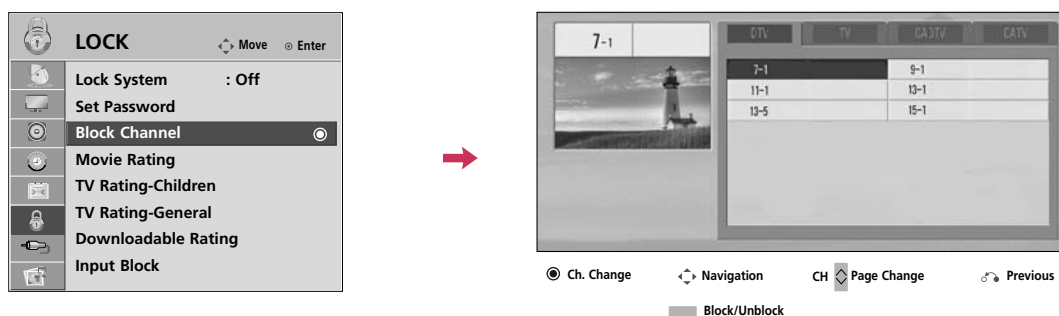 LOCK
Move
Enter
Lock System : Off
Set Password
Block Channel
Movie Rating
TV Rating-Children
TV Rating-General
Downloadable Rating
Input Block
7-1
DTV TV CADTV CATV
7-1 9-1
11-1 13-1
13-5 15-1
Ch. Change
Navigation
CH Page Change
Previous
Block/Unblock